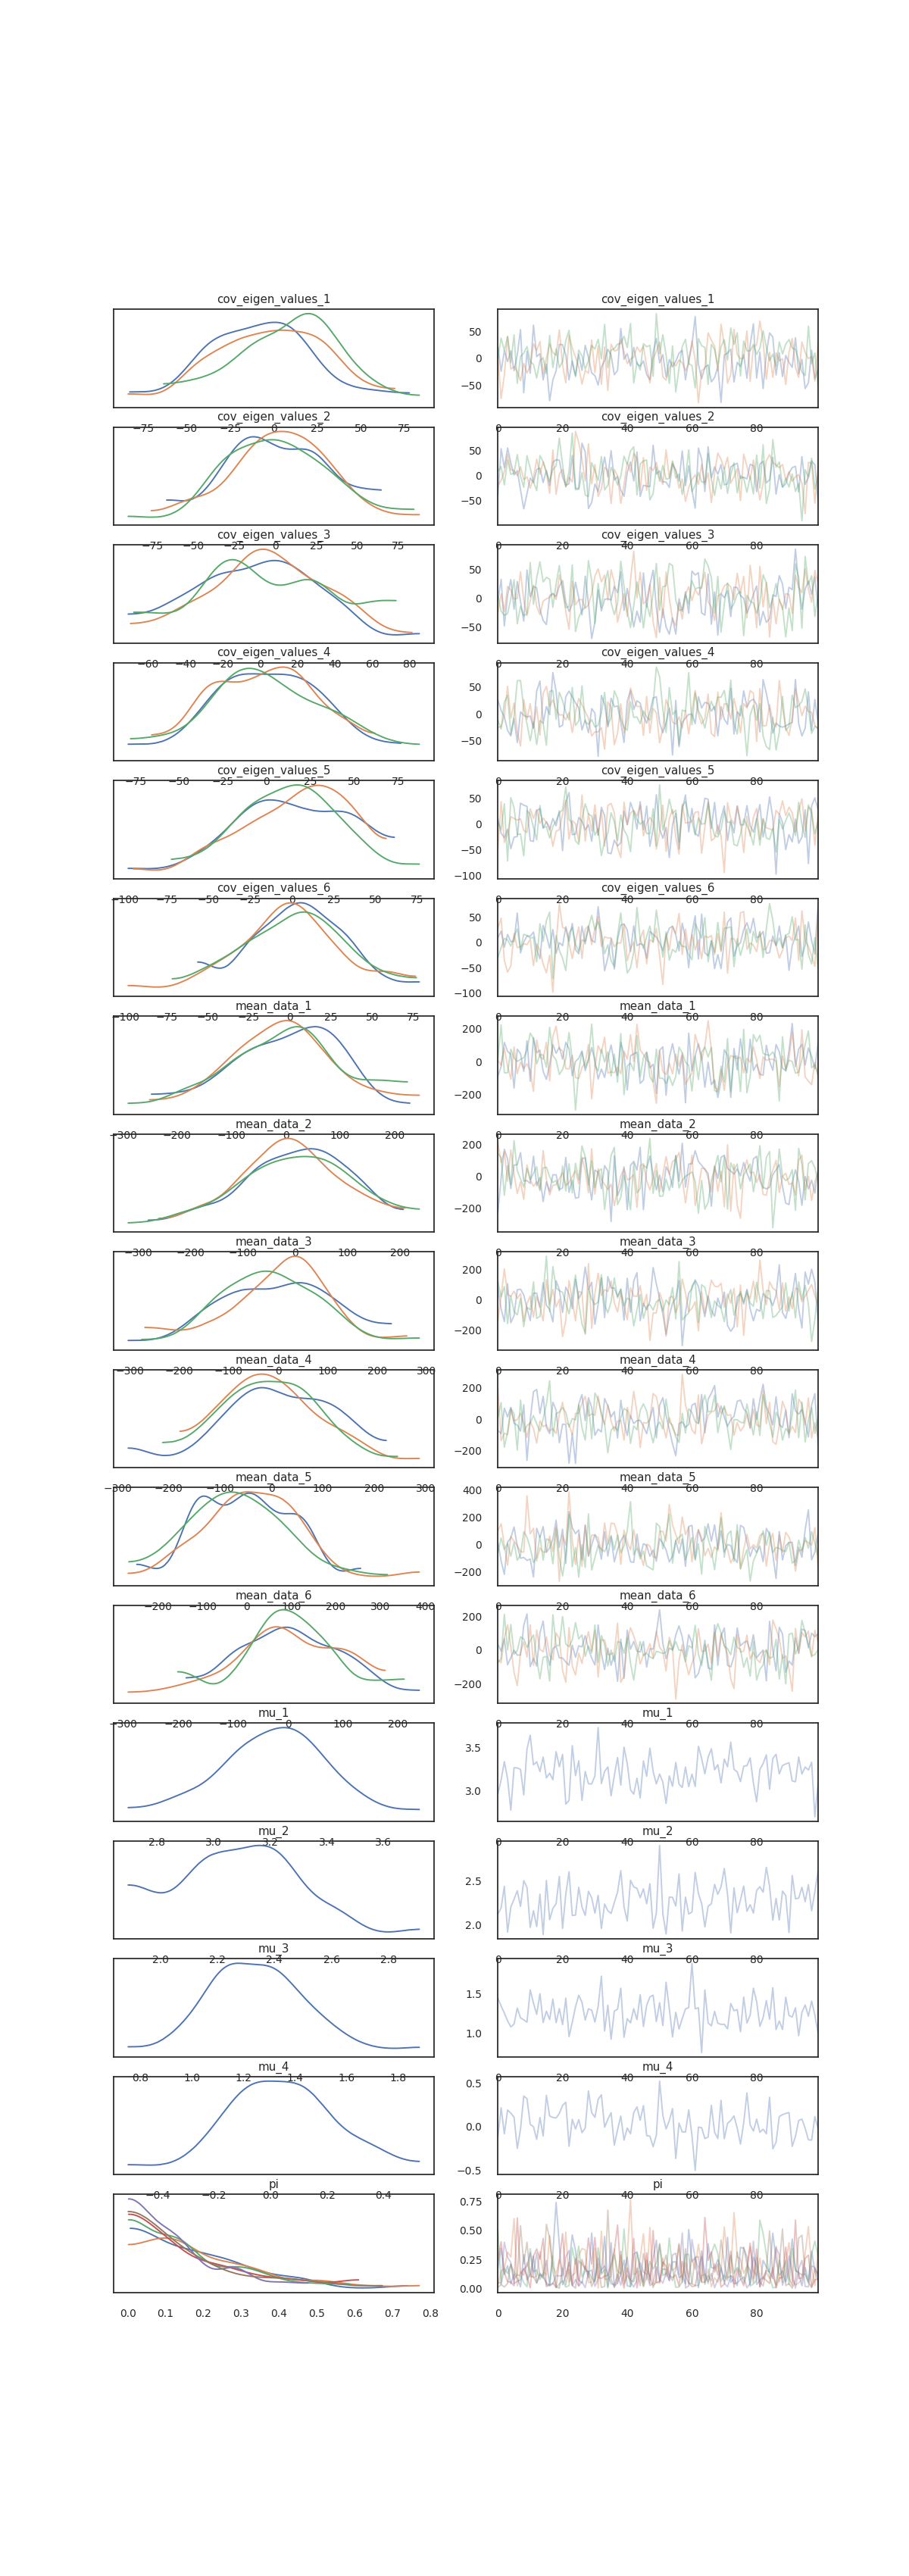 cov_eigen_values_1 cov_eigen_values_1
50
0
−50
−75 −50 −25 0 25 50 75 0 20 40 60 80
cov_eigen_values_2 cov_eigen_values_2
50
0
−50
−75 −50 −25 0 25 50 75 0 20 40 60 80
cov_eigen_values_3 cov_eigen_values_3
50
0
−50
−60 −40 −20 0 20 40 60 80 0 20 40 60 80
cov_eigen_values_4 cov_eigen_values_4
50
0
−50
−75 −50 −25 0 25 50 75 0 20 40 60 80
cov_eigen_values_5 cov_eigen_values_5
50
0
−50
−100
−100 −75 −50 −25 0 25 50 75 0 20 40 60 80
cov_eigen_values_6 cov_eigen_values_6
50
0
−50
−100
−100 −75 −50 −25 0 25 50 75 0 20 40 60 80
mean_data_1 mean_data_1
200
0
−200
−300 −200 −100 0 100 200 0 20 40 60 80
mean_data_2 mean_data_2
200
0
−200
−300 −200 −100 0 100 200 0 20 40 60 80
mean_data_3 mean_data_3
200
0
−200
−300 −200 −100 0 100 200 300 0 20 40 60 80
mean_data_4 mean_data_4
200
0
−200
−300 −200 −100 0 100 200 300 0 20 40 60 80
mean_data_5 mean_data_5
400
200
0
−200
−200 −100 0 100 200 300 400 0 20 40 60 80
mean_data_6 mean_data_6
200
0
−200
−300 −200 −100 0 100 200 0 20 40 60 80
mu_1 mu_1
3.5
3.0
2.8 3.0 3.2 3.4 3.6 0 20 40 60 80
mu_2 mu_2
2.5
2.0
2.0 2.2 2.4 2.6 2.8 0 20 40 60 80
mu_3 mu_3
1.5
1.0
0.8 1.0 1.2 1.4 1.6 1.8 0 20 40 60 80
mu_4 mu_4
0.5
0.0
−0.5
−0.4 −0.2 0.0 0.2 0.4 0 20 40 60 80
pi pi
0.75
0.50
0.25
0.00
0.0 0.1 0.2 0.3 0.4 0.5 0.6 0.7 0.8 0 20 40 60 80